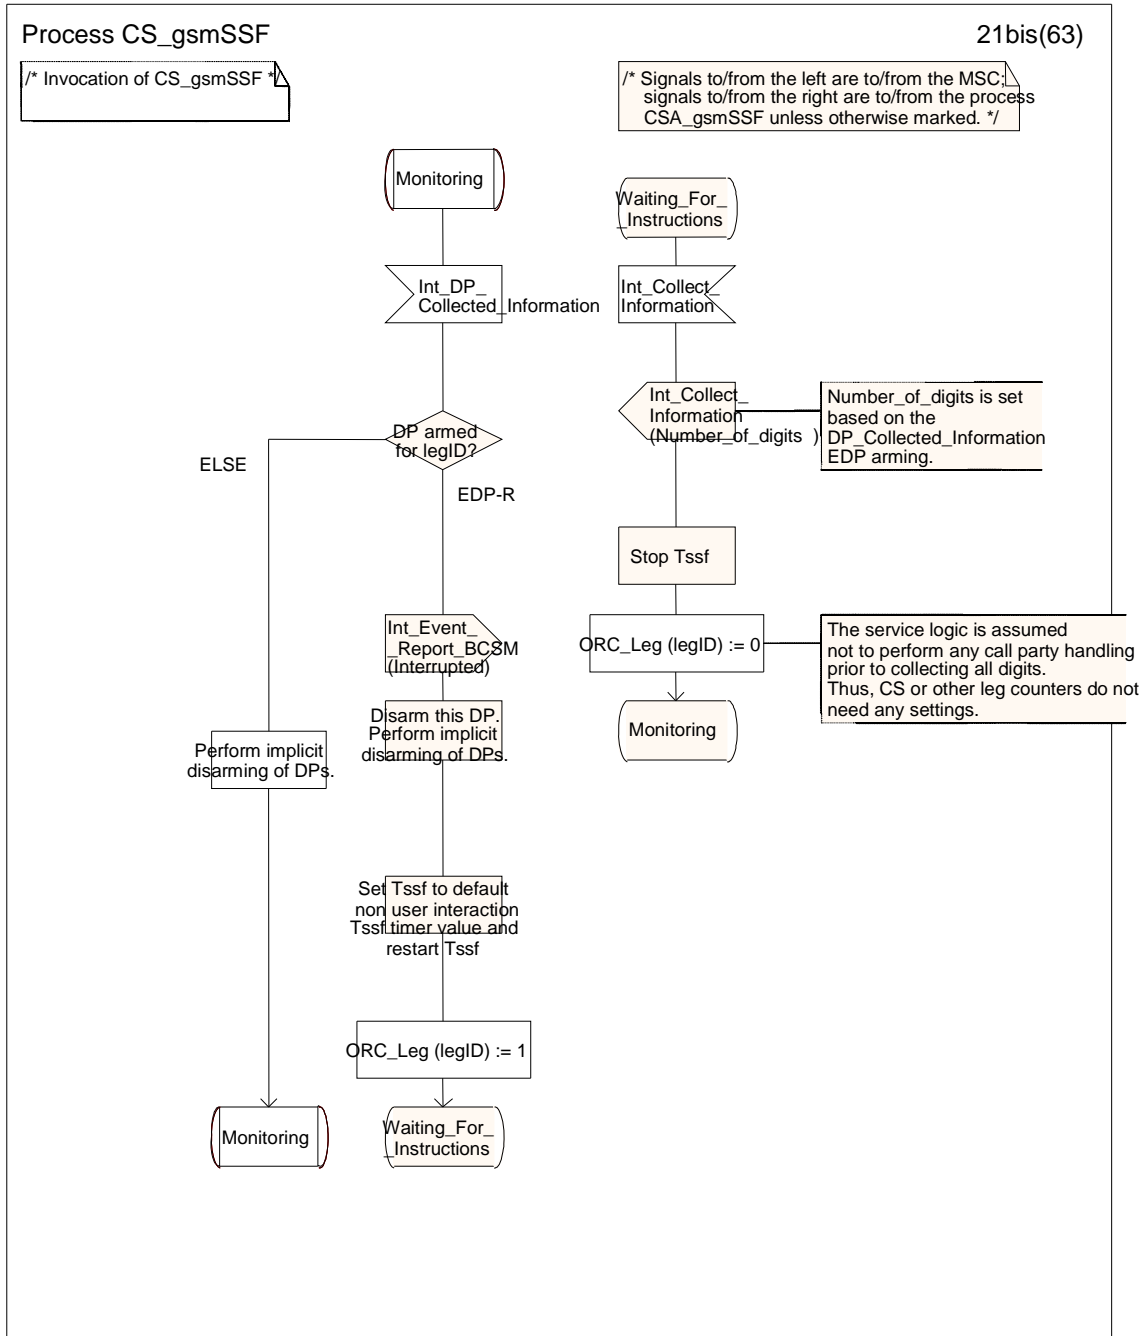 Process CS_gsmSSF
21bis(63)
/* Invocation of CS_gsmSSF */
/* Signals to/from the left are to/from the MSC;
signals to/from the right are to/from the process
CSA_gsmSSF unless otherwise marked. */
Monitoring
Int_DP_
Collected_Information
DP armed
for legID?
ELSE
EDP-R
Int_Event_
_Report_BCSM
(Interrupted)
Disarm this DP.
Perform implicit
disarming of DPs.
Perform implicit
disarming of DPs.
Set Tssf to default
non user interaction
Tssf timer value and
restart Tssf
ORC_Leg (legID) := 1
Monitoring
Waiting_For_
_Instructions
Waiting_For_
_Instructions
Int_Collect_
Information
Int_Collect_
Information
(Number_of_digits )
Number_of_digits is set
based on the
DP_Collected_Information
EDP arming.
Stop Tssf
ORC_Leg (legID) := 0
The service logic is assumed
not to perform any call party handling
prior to collecting all digits.
Thus, CS or other leg counters do not
need any settings.
Monitoring